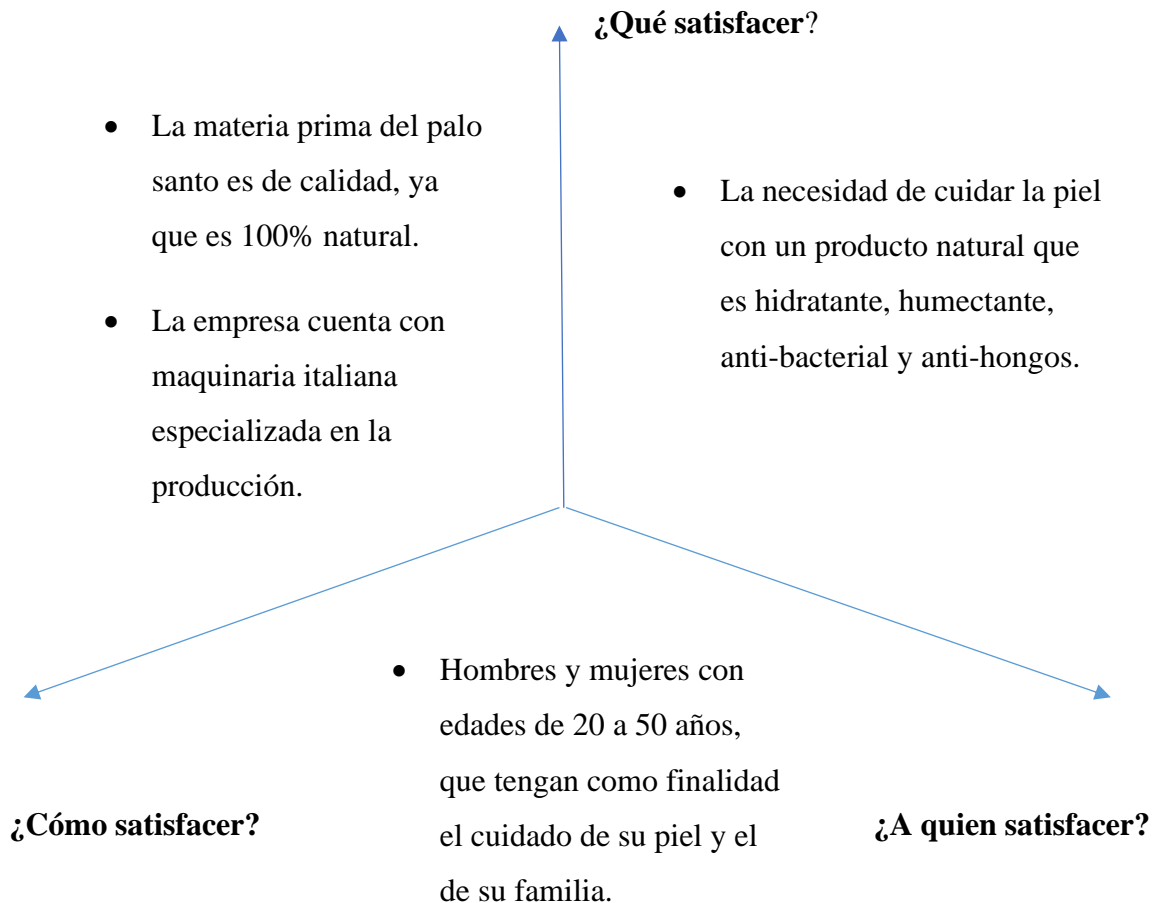 ¿Qué satisfacer?
• La materia prima del palo
santo es de calidad, ya
que es 100% natural.
• La empresa cuenta con
maquinaria italiana
especializada en la
producción.
• La necesidad de cuidar la piel
con un producto natural que
es hidratante, humectante,
anti-bacterial y anti-hongos.
• Hombres y mujeres con
edades de 20 a 50 años,
que tengan como finalidad
el cuidado de su piel y el
de su familia.
¿Cómo satisfacer?
¿A quien satisfacer?